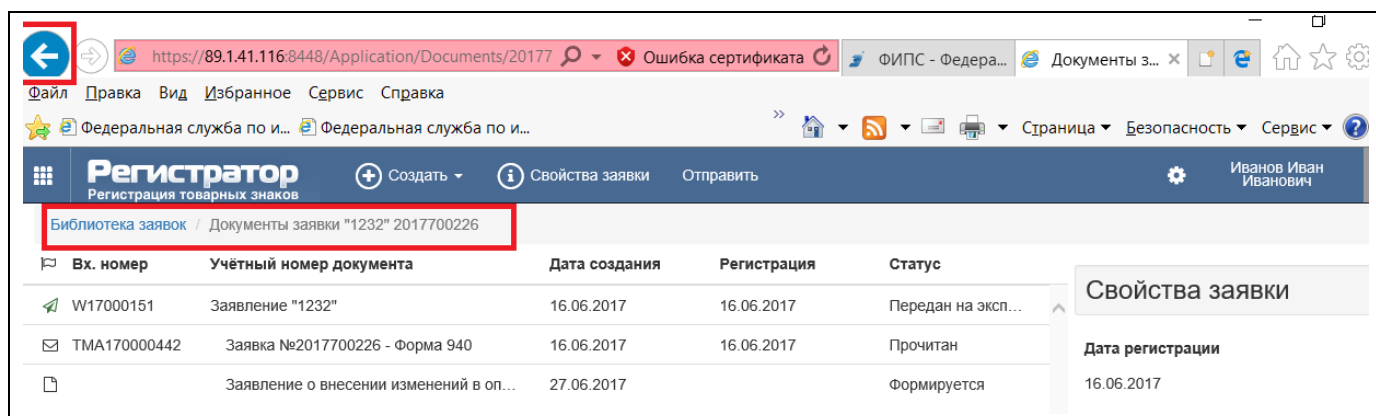 https://89.1.41.116:8448/Application/Documents/20177 Ошибка сертификата ФИПС - Федера... Документы з...
Файл Правка Вид Избранное Сервис Справка
Федеральная служба по и... Федеральная служба по и... Страница Безопасность Сервис
Регистратор Создать Свойства заявки Отправить Иванов Иван
Регистрация товарных знаков Иванович
Библиотека заявок / Документы заявки "1232" 2017700226
Вх. номер Учётный номер документа Дата создания Регистрация Статус
Свойства заявки
W17000151 Заявление "1232" 16.06.2017 16.06.2017 Передан на эксп...
TMA170000442 Заявка №2017700226 - Форма 940 16.06.2017 16.06.2017 Прочитан Дата регистрации
Заявление о внесении изменений в оп... 27.06.2017 Формируется 16.06.2017